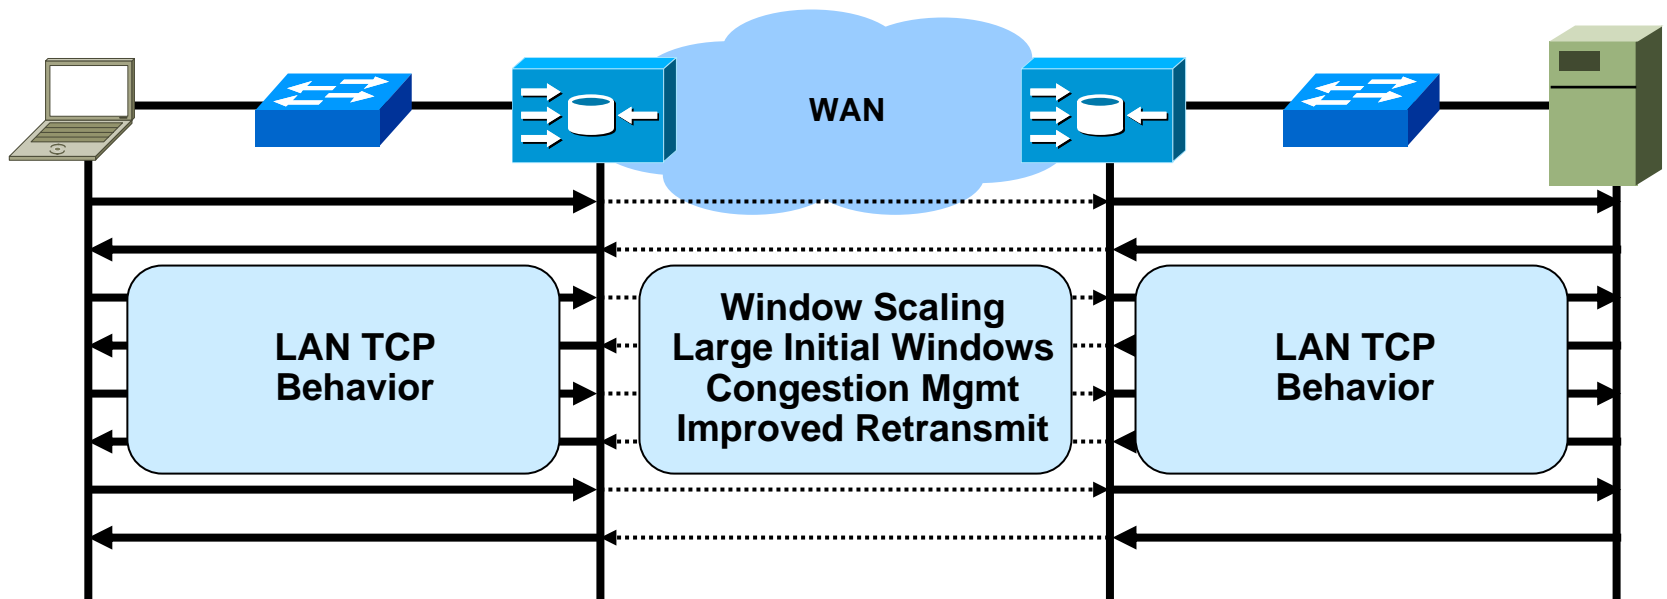 WAN
LAN TCP
Behavior
Window Scaling
Large Initial Windows
Congestion Mgmt
Improved Retransmit
LAN TCP
Behavior